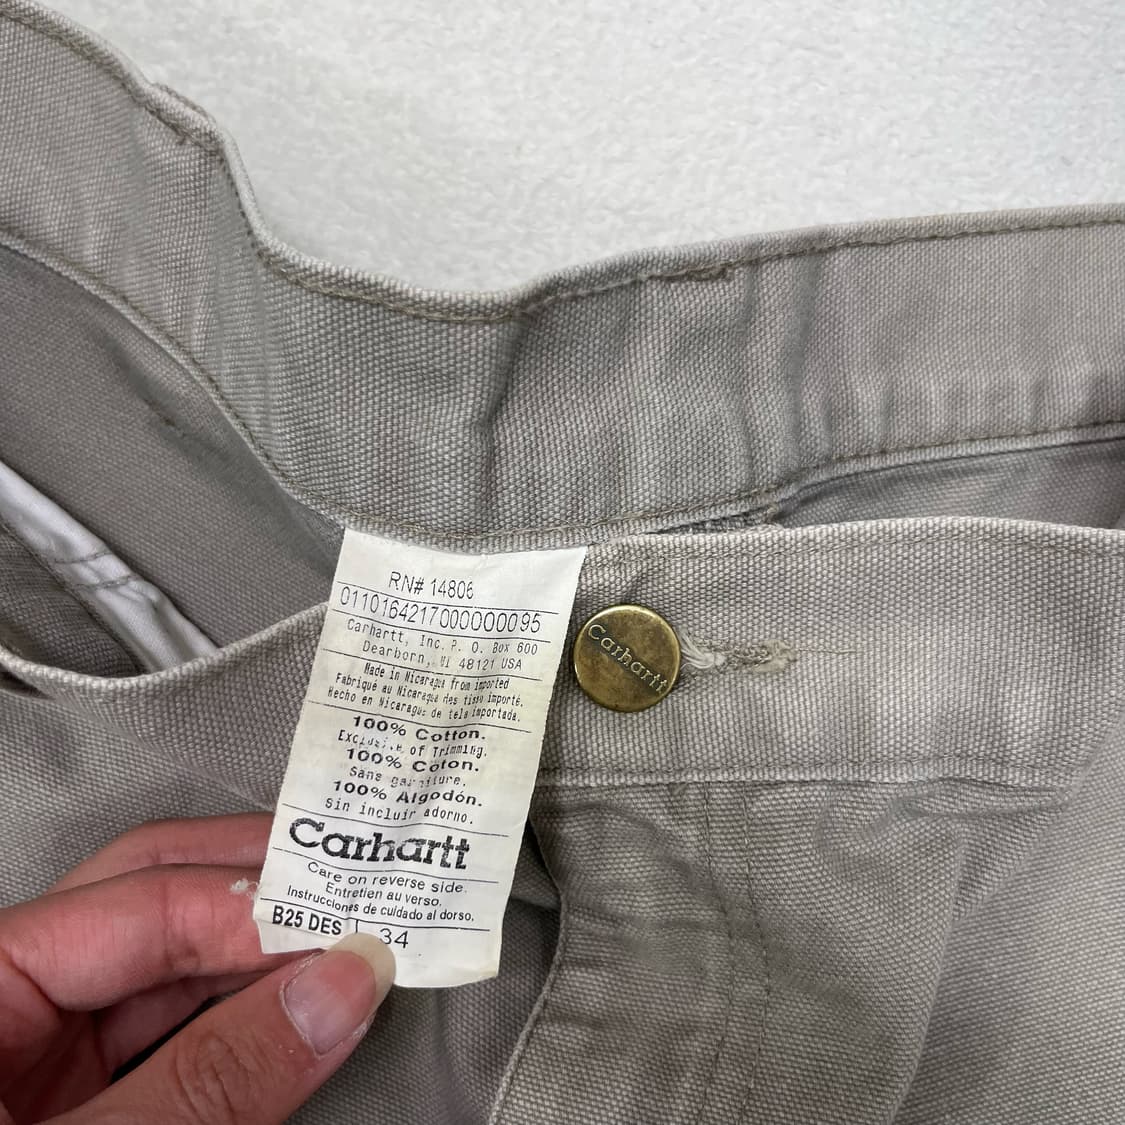 RN# 14806
0110164217000000095
Carhartt, Inc. P. O. Box 600
Dearborn, MI 48121 USA
Made in Nicaragua from imported
Fabriqué au Nicaragua des tissu importé.
Hecho en Nicaragua de tela importada.
100% Cotton.
Exclusive of Trimming.
100% Coton.
Sans garniture.
100% Algodón.
sin incluir adorno.
Carhartt
Care on reverse side.
Entretien au verso.
Instrucciones de cuidado al dorso.
B25 DES
34
Carhartt